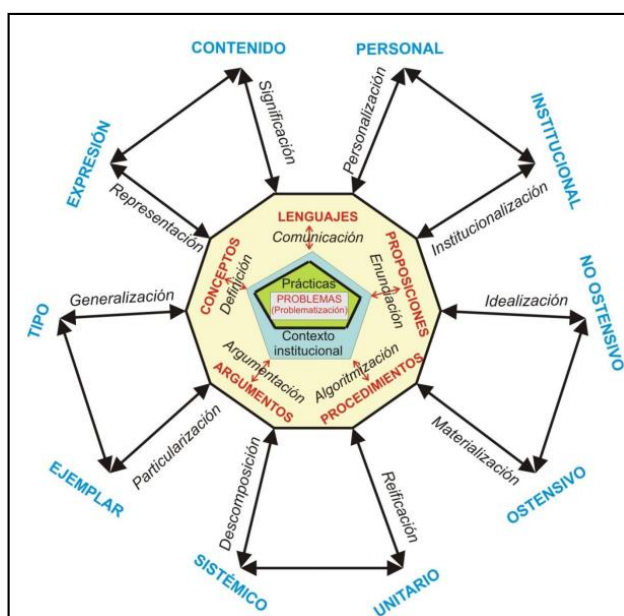 CONTENIDO
PERSONAL
EXPRESIÓN
Significación
Personalización
INSTITUCIONAL
Representación
Institucionalización
LENGUAJES
Comunicación
CONCEPTOS
Definición
PROPOSICIONES
Enunciación
Prácticas
PROBLEMAS
(Problematización)
Contexto
institucional
TIPO
Generalización
Idealización
NO OSTENSIVO
Argumentación
ARGUMENTOS
Algoritmización
PROCEDIMIENTOS
EJEMPLAR
Particularización
Materialización
OSTENSIVO
Descomposición
Reificación
SISTÉMICO
UNITARIO